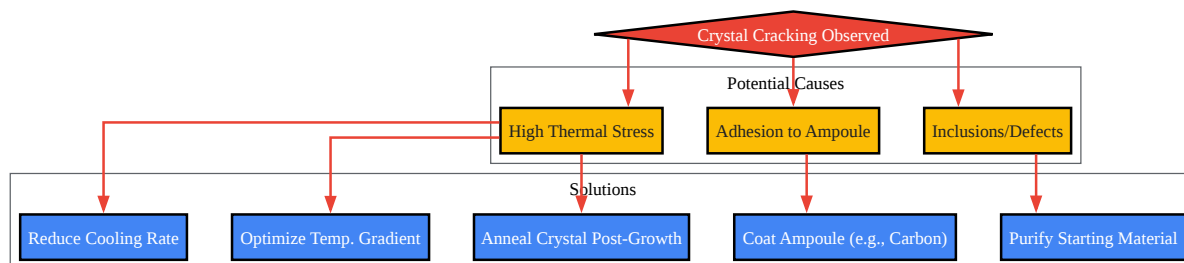 Crystal Cracking Observed
Potential Causes
High Thermal Stress
Adhesion to Ampoule
Inclusions/Defects
Solutions
Reduce Cooling Rate
Optimize Temp. Gradient
Anneal Crystal Post-Growth
Coat Ampoule (e.g., Carbon)
Purify Starting Material